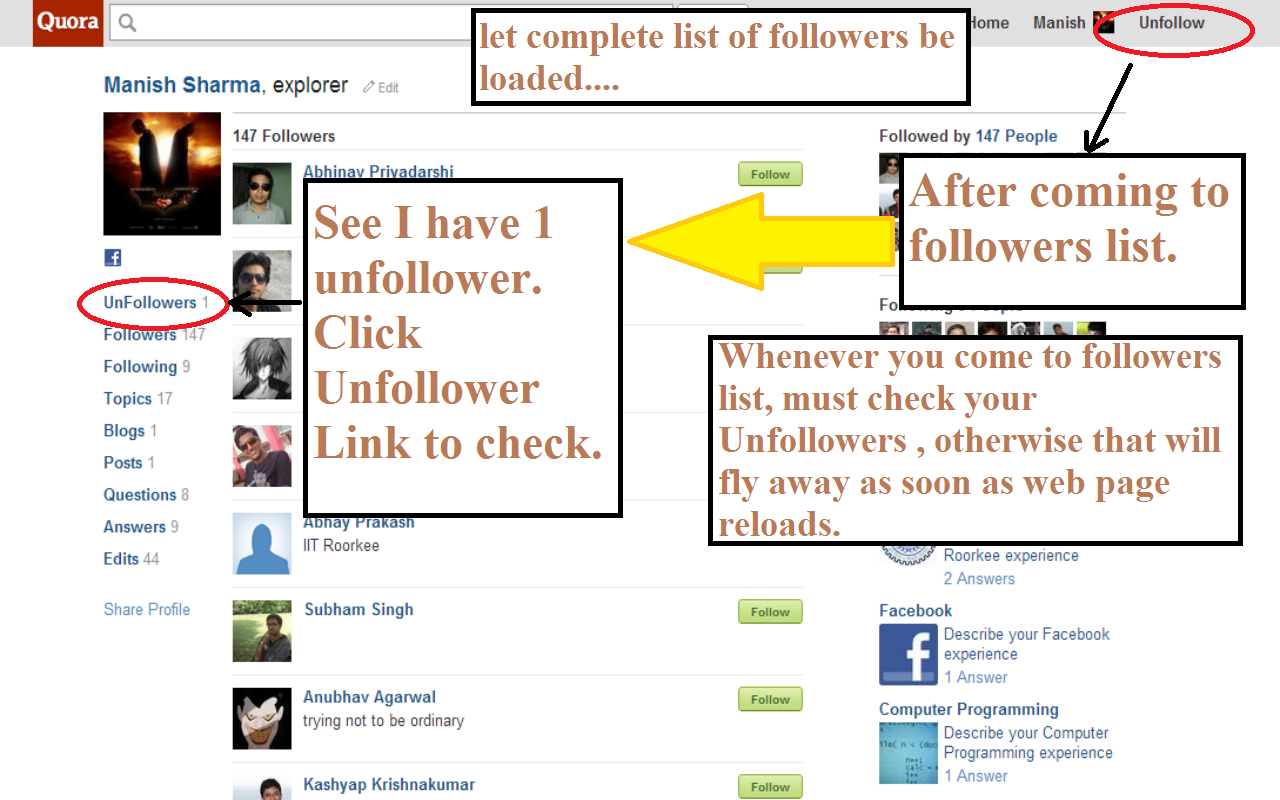 Quora
Home
Manish
Unfollow
let complete list of followers be
loaded....
Manish Sharma, explorer
Edit
147 Followers
Followed by 147 People
Abhinav Priyadarshi
Follow
After coming to
followers list.
See I have 1
unfollower.
Click
Unfollower
Link to check.
UnFollowers 1
Followers 147
Following 9
Topics 17
Blogs 1
Posts 1
Questions 8
Answers 9
Edits 44
Share Profile
Following
People
Whenever you come to followers
list, must check your
Unfollowers , otherwise that will
fly away as soon as web page
reloads.
Abhay Prakash
IIT Roorkee
Subham Singh
Follow
Anubhav Agarwal
trying not to be ordinary
Follow
Kashyap Krishnakumar
Follow
Roorkee experience
2 Answers
Facebook
Describe your Facebook
experience
1 Answer
Computer Programming
Describe your Computer
Programming experience
1 Answer